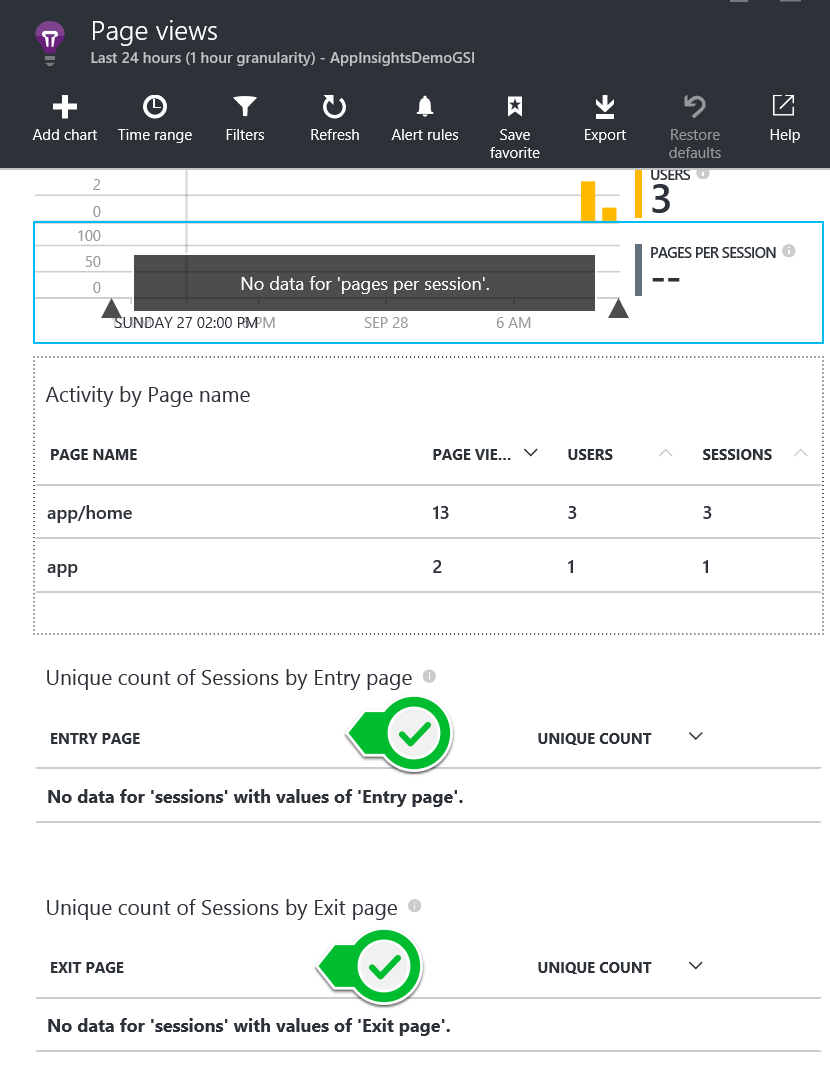 Page views
Last 24 hours (1 hour granularity) - AppInsightsDemoGSI
Add chart
Time range
Filters
Refresh
Alert rules
Save favorite
Export
Restore defaults
Help
2
0
USERS
3
100
50
0
No data for 'pages per session'.
PAGES PER SESSION
--
SUNDAY 27 02:00 PM
PM
SEP 28
6 AM
Activity by Page name
PAGE NAME PAGE VIE... USERS SESSIONS
app/home 13 3 3
app 2 1 1
Unique count of Sessions by Entry page
ENTRY PAGE UNIQUE COUNT
No data for 'sessions' with values of 'Entry page'.
Unique count of Sessions by Exit page
EXIT PAGE UNIQUE COUNT
No data for 'sessions' with values of 'Exit page'.